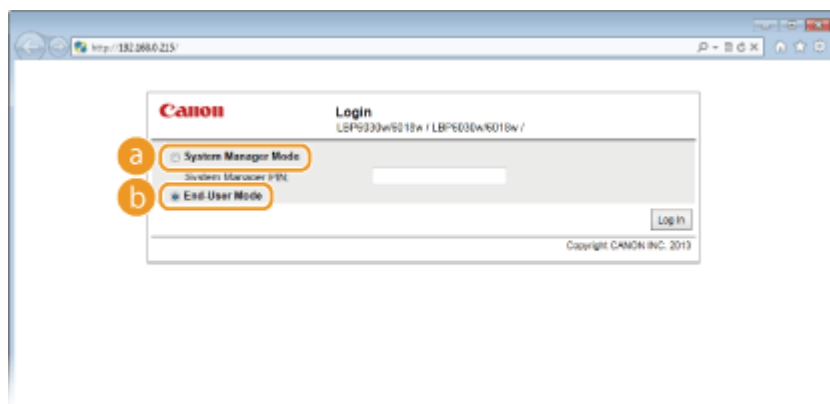 http://192.168.0.215/
Canon
Login
LBP6030w/6018w / LBP6030w/6018w /
a
System Manager Mode
System Manager PIN:
b
End-User Mode
Log In
Copyright CANON INC. 2013